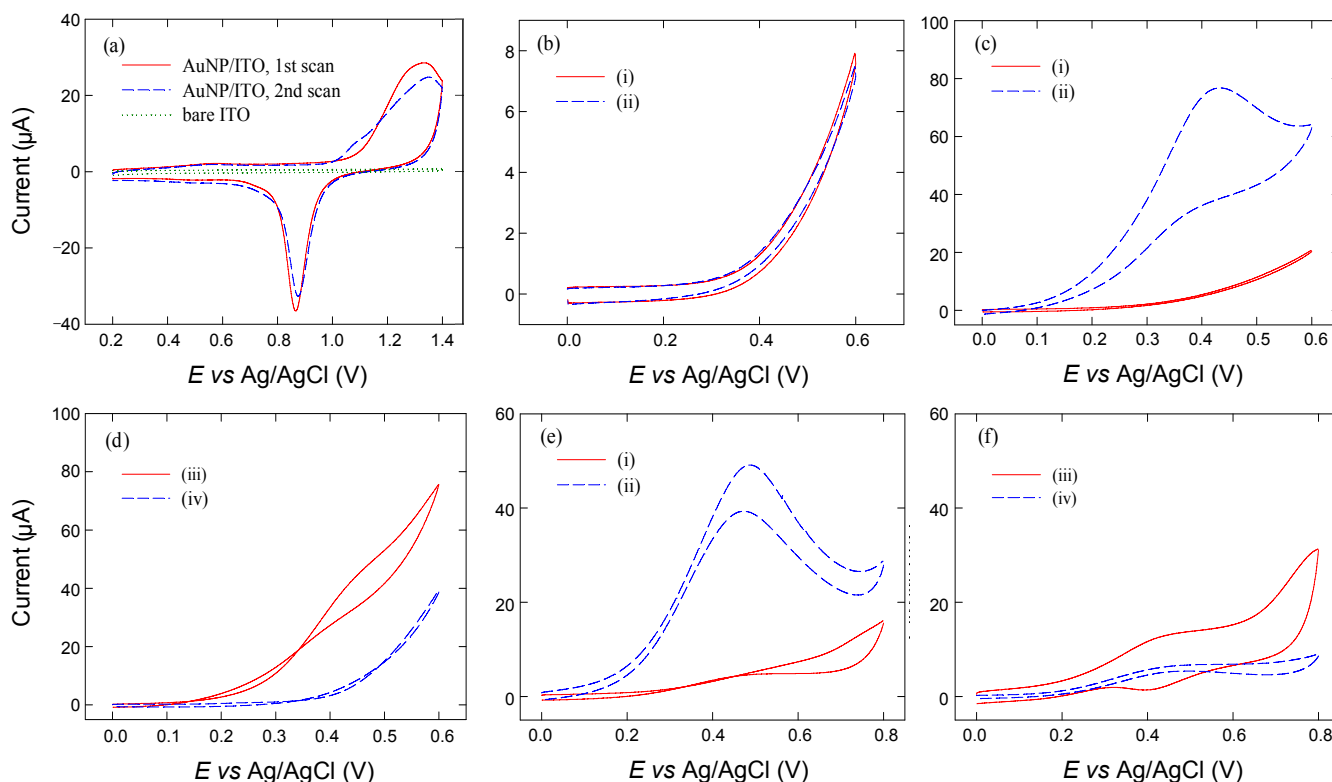 (a)
AuNP/ITO, 1st scan
AuNP/ITO, 2nd scan
bare ITO
40
20
0
−20
−40
Current (µA)
0.2 0.4 0.6 0.8 1.0 1.2 1.4
E vs Ag/AgCl (V)
(b)
(i)
(ii)
8
6
4
2
0
0.0 0.2 0.4 0.6
E vs Ag/AgCl (V)
(c)
(i)
(ii)
100
80
60
40
20
0
0.0 0.1 0.2 0.3 0.4 0.5 0.6
E vs Ag/AgCl (V)
(d)
(iii)
(iv)
100
80
60
40
20
0
Current (µA)
0.0 0.1 0.2 0.3 0.4 0.5 0.6
E vs Ag/AgCl (V)
(e)
(i)
(ii)
60
40
20
0
0.0 0.2 0.4 0.6 0.8
E vs Ag/AgCl (V)
(f)
(iii)
(iv)
60
40
20
0
0.0 0.2 0.4 0.6 0.8
E vs Ag/AgCl (V)